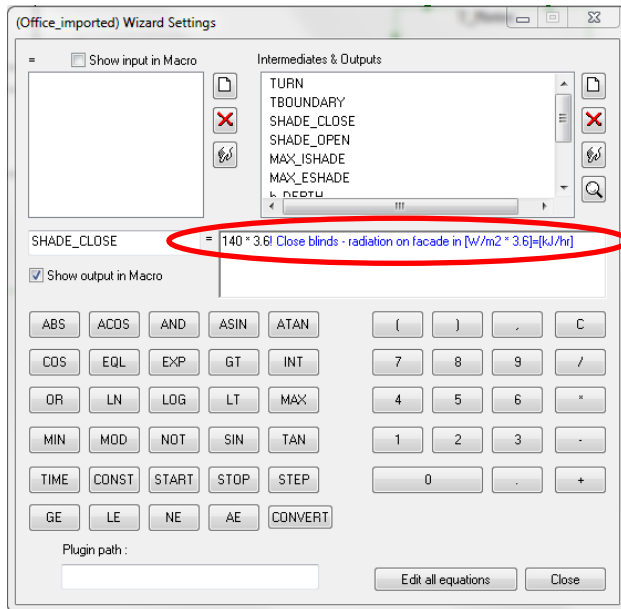 (Office_imported) Wizard Settings
= Show input in Macro
Intermediates & Outputs
TURN
TBOUNDARY
SHADE_CLOSE
SHADE_OPEN
MAX_ISHADE
MAX_ESHADE
h_DEPTH
SHADE_CLOSE = 140 * 3.6! Close blinds - radiation on facade in [W/m2 * 3.6]=[kJ/hr]
Show output in Macro
ABS ACOS AND ASIN ATAN ( ) , C
COS EQL EXP GT INT 7 8 9 /
OR LN LOG LT MAX 4 5 6 *
MIN MOD NOT SIN TAN 1 2 3 -
TIME CONST START STOP STEP 0 . +
GE LE NE AE CONVERT
Plugin path :
Edit all equations Close